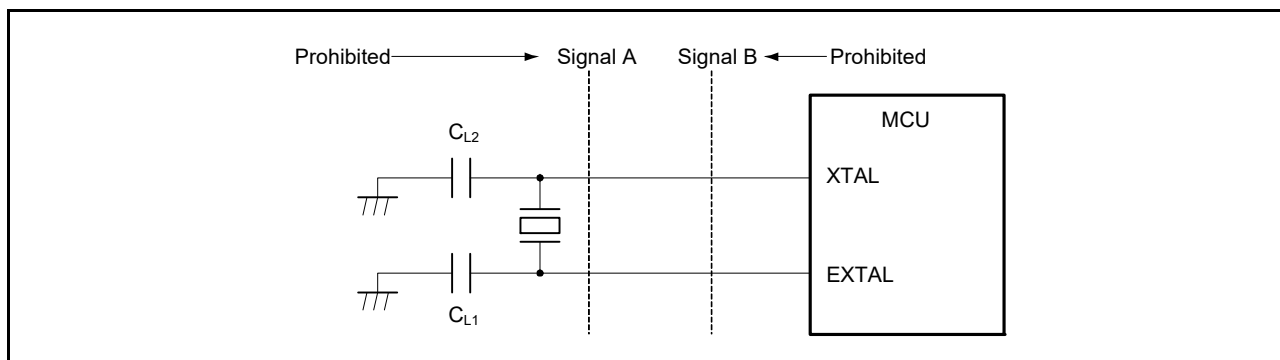 Prohibited Signal A Signal B Prohibited
MCU
CL2
XTAL
EXTAL
CL1